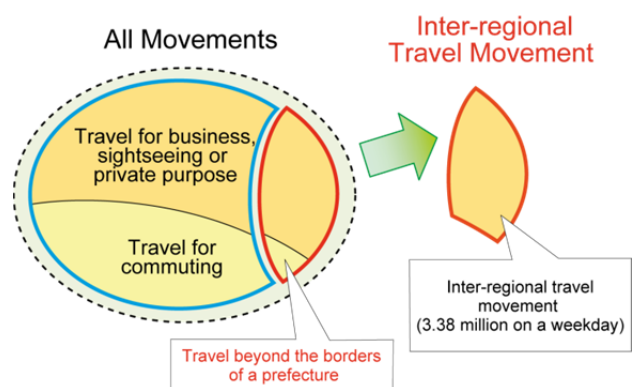 All Movements
Travel for business,
sightseeing or
private purpose
Travel for
commuting
Travel beyond the borders
of a prefecture
Inter-regional
Travel Movement
Inter-regional travel
movement
(3.38 million on a weekday)